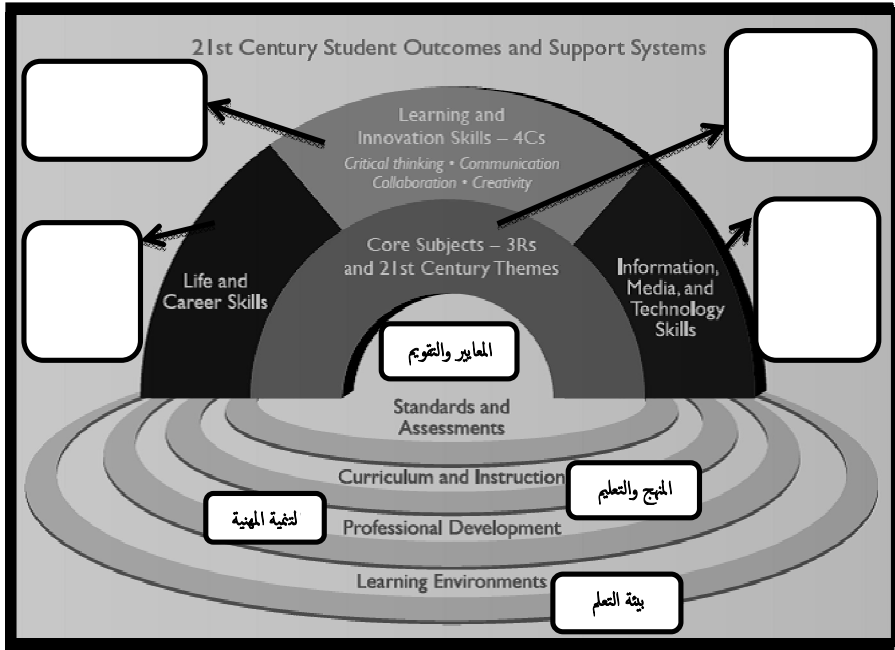 21st Century Student Outcomes and Support Systems
Learning and
Innovation Skills – 4Cs
Critical thinking • Communication
Collaboration • Creativity
Core Subjects – 3Rs
and 21st Century Themes
Life and
Career Skills
Information,
Media, and
Technology
Skills
المعايير والتقويم
Standards and
Assessments
Curriculum and Instruction
المنهج والتعليم
لتنمية المهنية
Professional Development
Learning Environments
بيئة التعلم